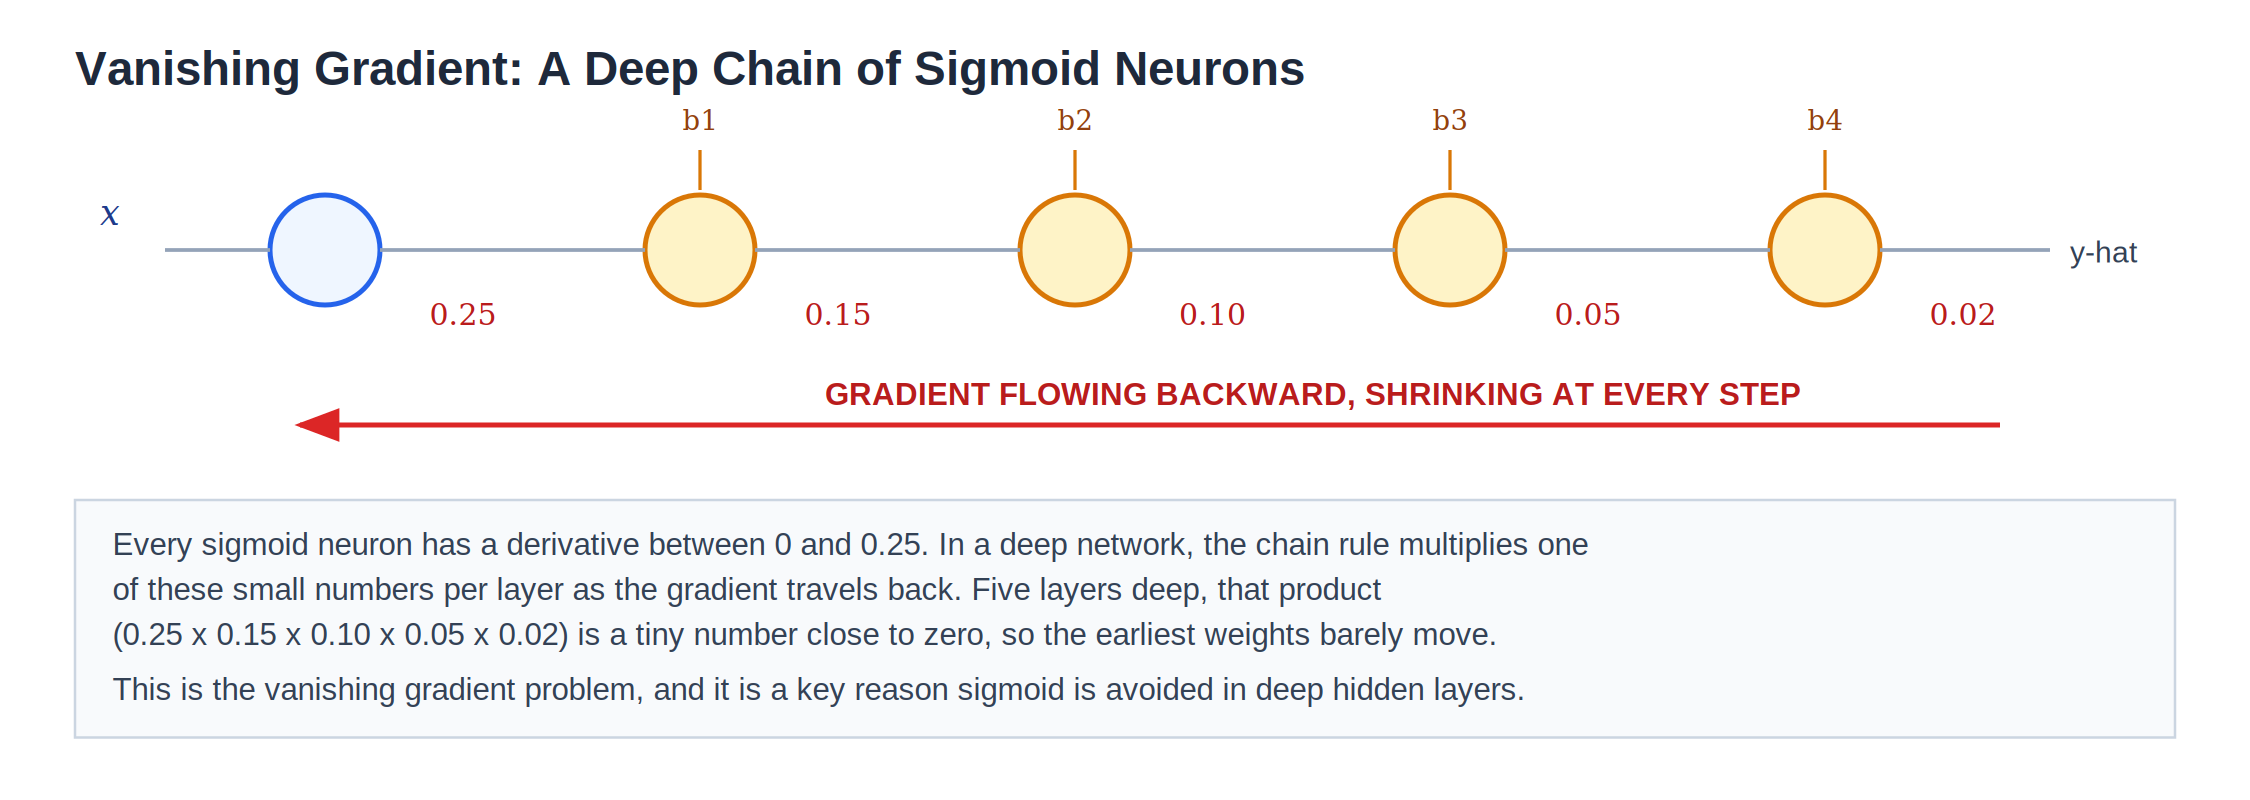 Vanishing Gradient: A Deep Chain of Sigmoid Neurons
b1 b2 b3 b4
x
y-hat
0.25 0.15 0.10 0.05 0.02
GRADIENT FLOWING BACKWARD, SHRINKING AT EVERY STEP
Every sigmoid neuron has a derivative between 0 and 0.25. In a deep network, the chain rule multiplies one
of these small numbers per layer as the gradient travels back. Five layers deep, that product
(0.25 x 0.15 x 0.10 x 0.05 x 0.02) is a tiny number close to zero, so the earliest weights barely move.
This is the vanishing gradient problem, and it is a key reason sigmoid is avoided in deep hidden layers.